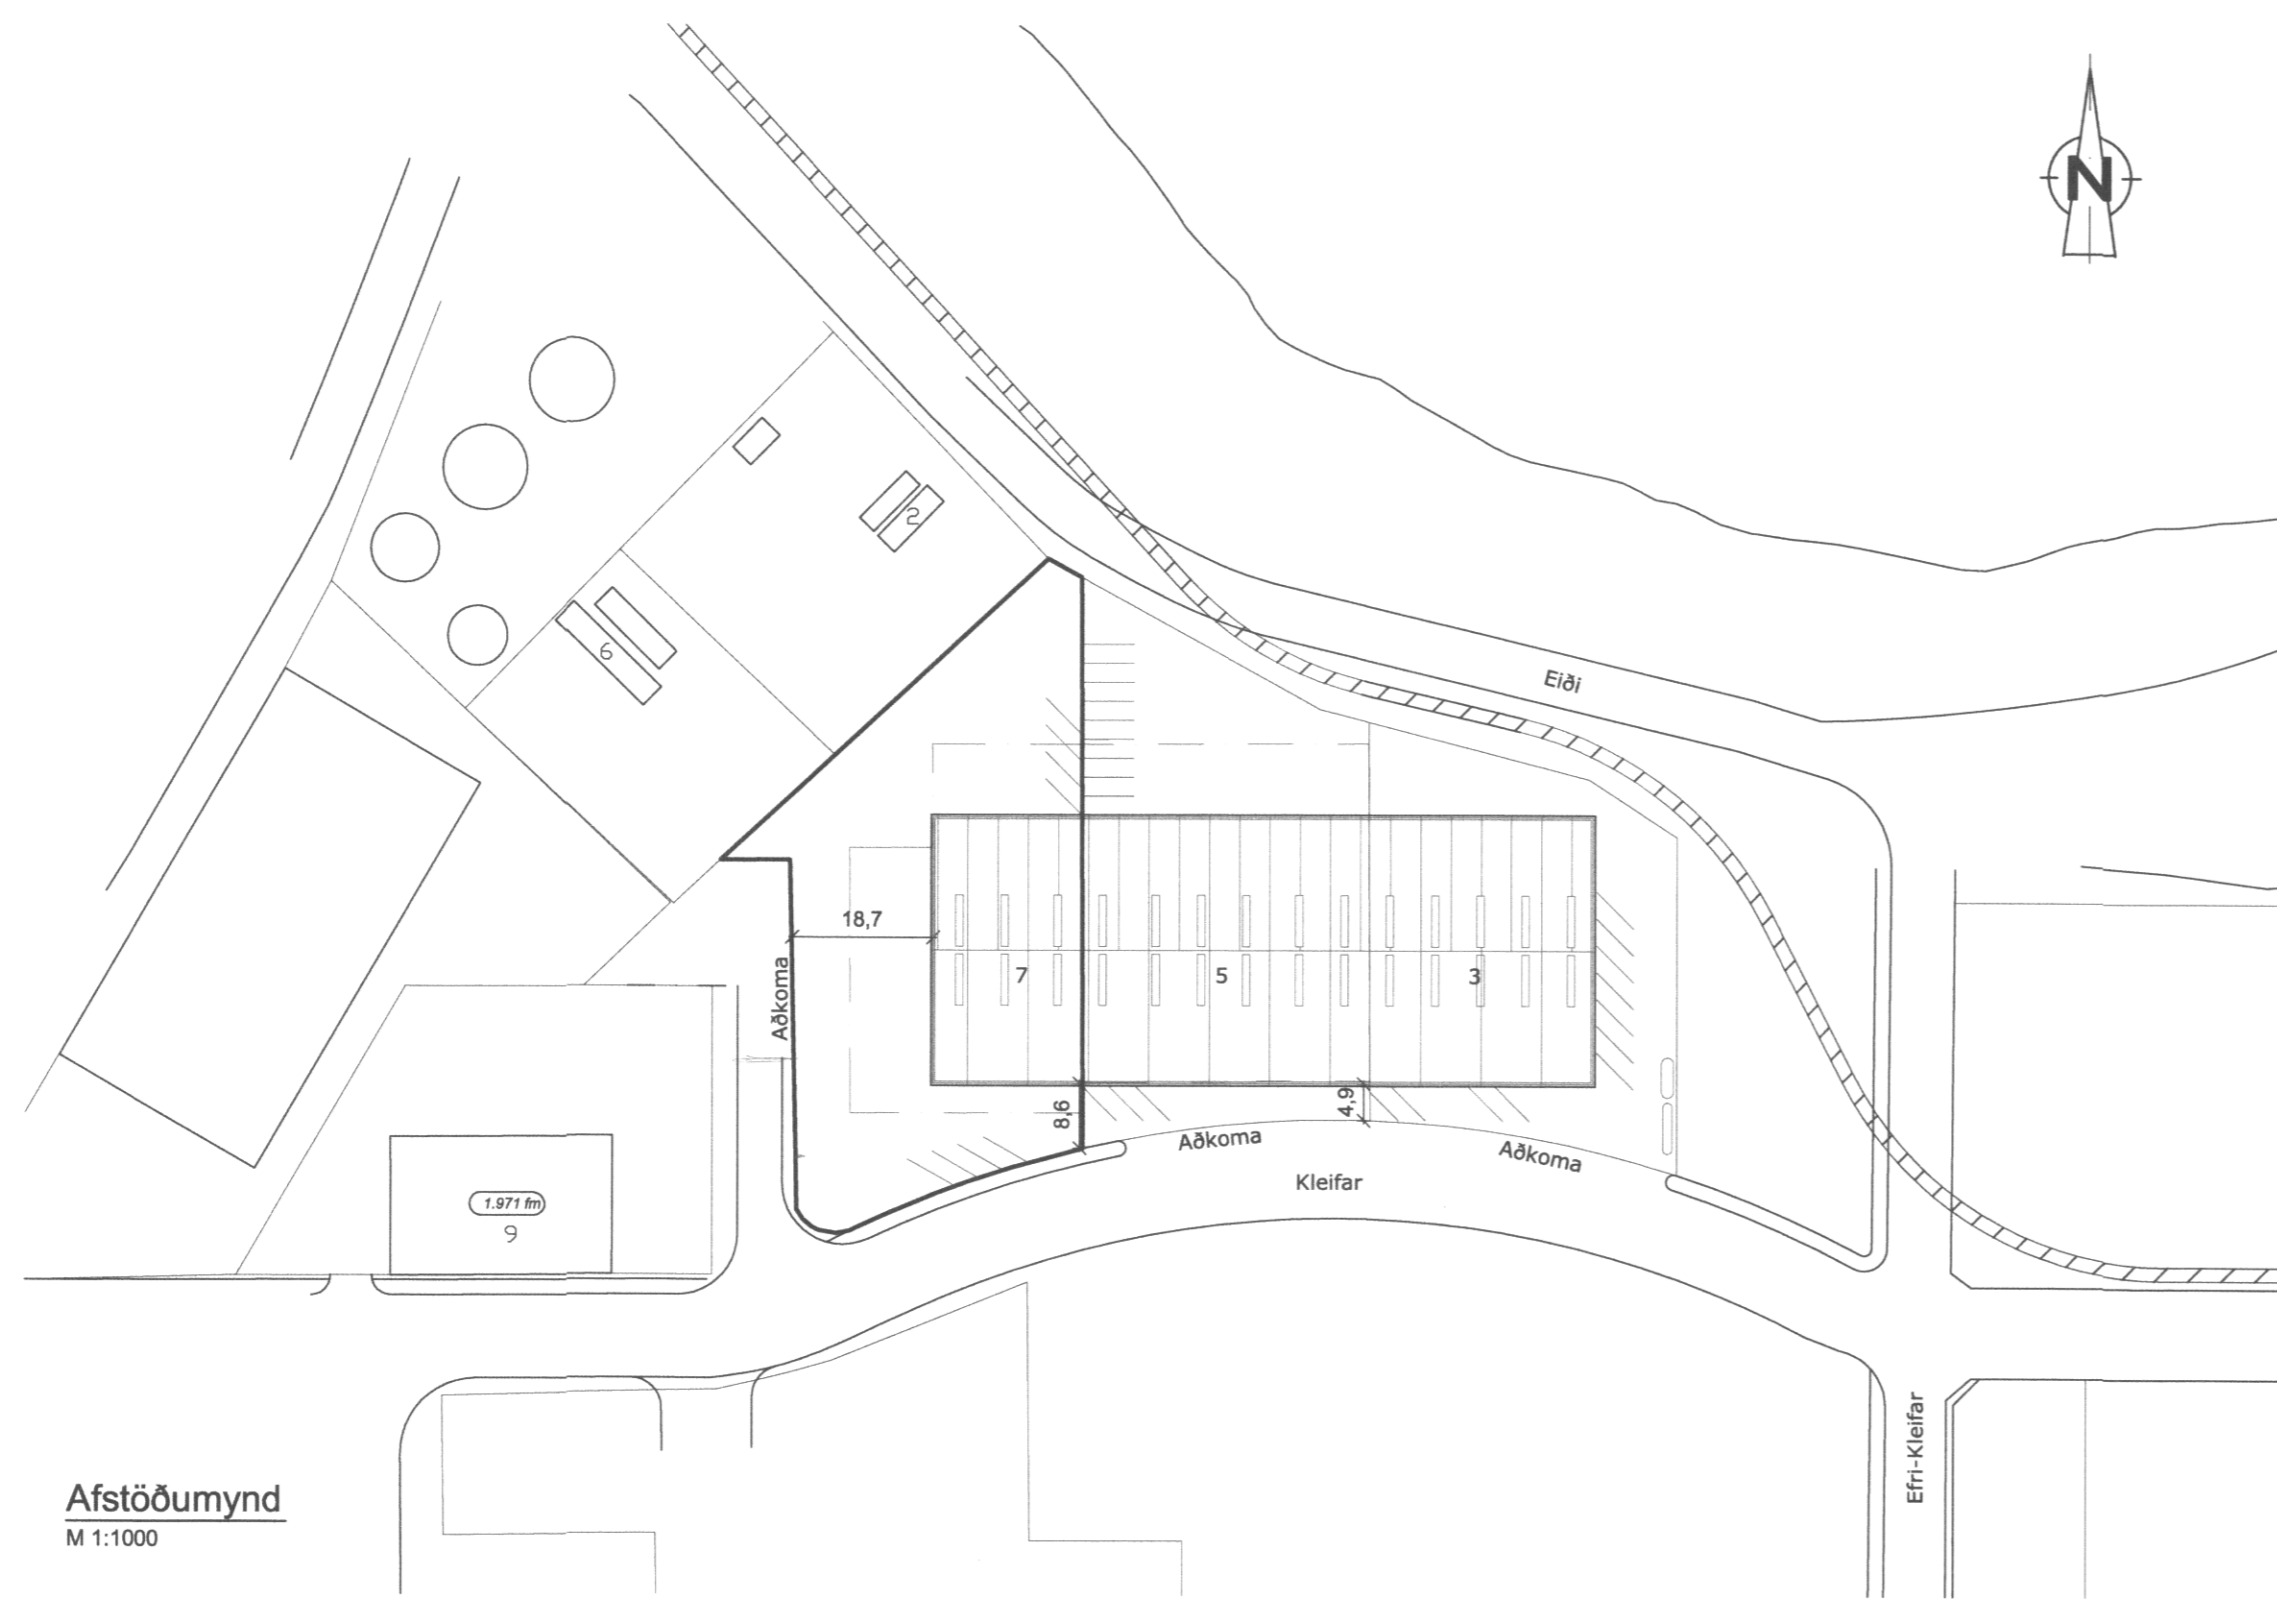 N
2
6
Eiði
18,7
7
5
3
Aðkoma
8,6
4,9
Aðkoma
Aðkoma
Kleifar
1.971 fm
9
Efri-Kleifar
Afstöðumynd
M 1:1000